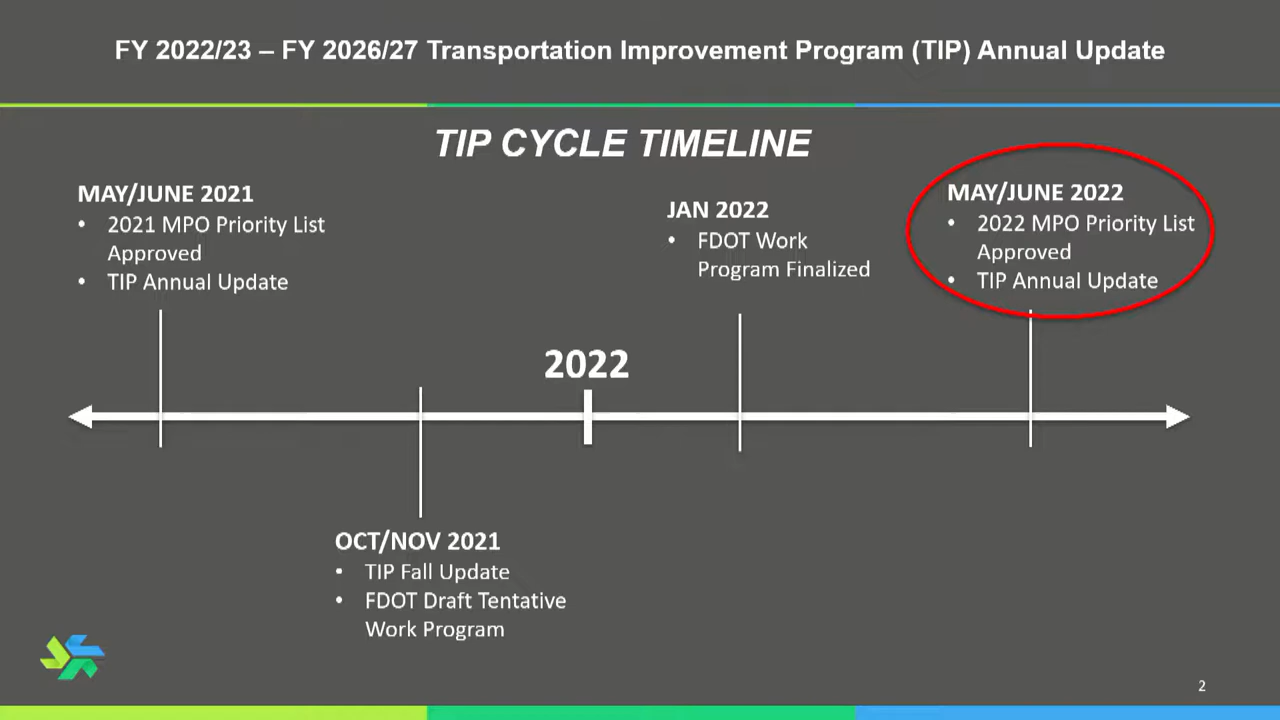 FY 2022/23 – FY 2026/27 Transportation Improvement Program (TIP) Annual Update
TIP CYCLE TIMELINE
MAY/JUNE 2021
• 2021 MPO Priority List
Approved
• TIP Annual Update
OCT/NOV 2021
• TIP Fall Update
• FDOT Draft Tentative
Work Program
2022
JAN 2022
• FDOT Work
Program Finalized
MAY/JUNE 2022
• 2022 MPO Priority List
Approved
• TIP Annual Update
2